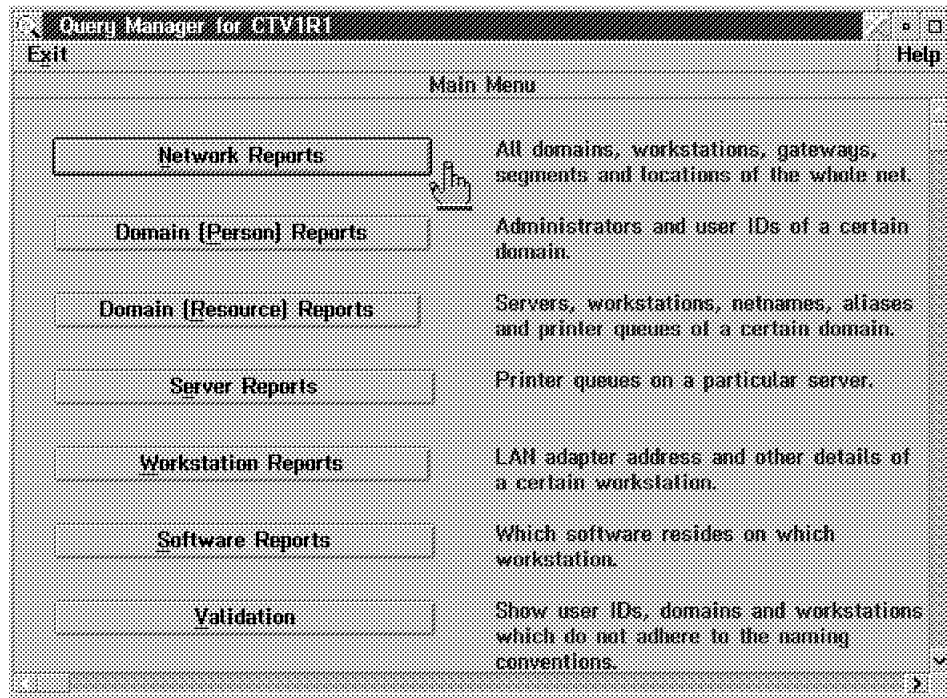 Query Manager for CTV1R1
Exit Help
Main Menu
Network Reports
All domains, workstations, gateways,
segments and locations of the whole net.
Domain (Person) Reports
Administrators and user IDs of a certain
domain.
Domain (Resource) Reports
Servers, workstations, netnames, aliases
and printer queues of a certain domain.
Server Reports
Printer queues on a particular server.
Workstation Reports
LAN adapter address and other details of
a certain workstation.
Software Reports
Which software resides on which
workstation.
Validation
Show user IDs, domains and workstations
which do not adhere to the naming
conventions.